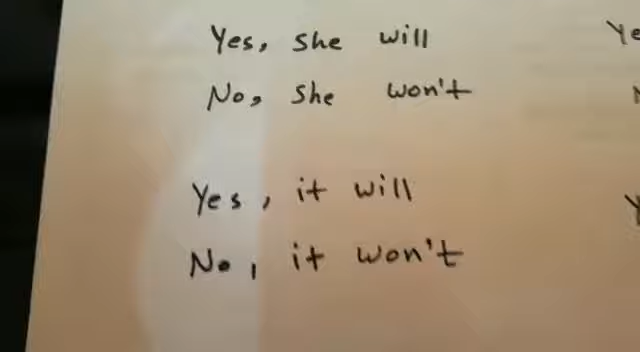 Yes, she will
No, she won't
Yes, it will
No, it won't